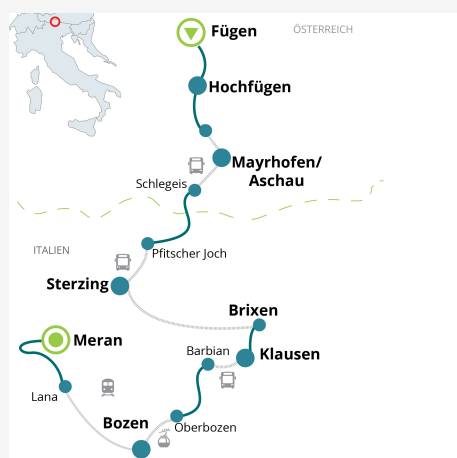 Fügen
ÖSTERREICH
Hochfügen
Mayrhofen/
Aschau
Schlegeis
Pfitscher Joch
ITALIEN
Sterzing
Brixen
Meran
Barbian
Klausen
Lana
Bozen
Oberbozen